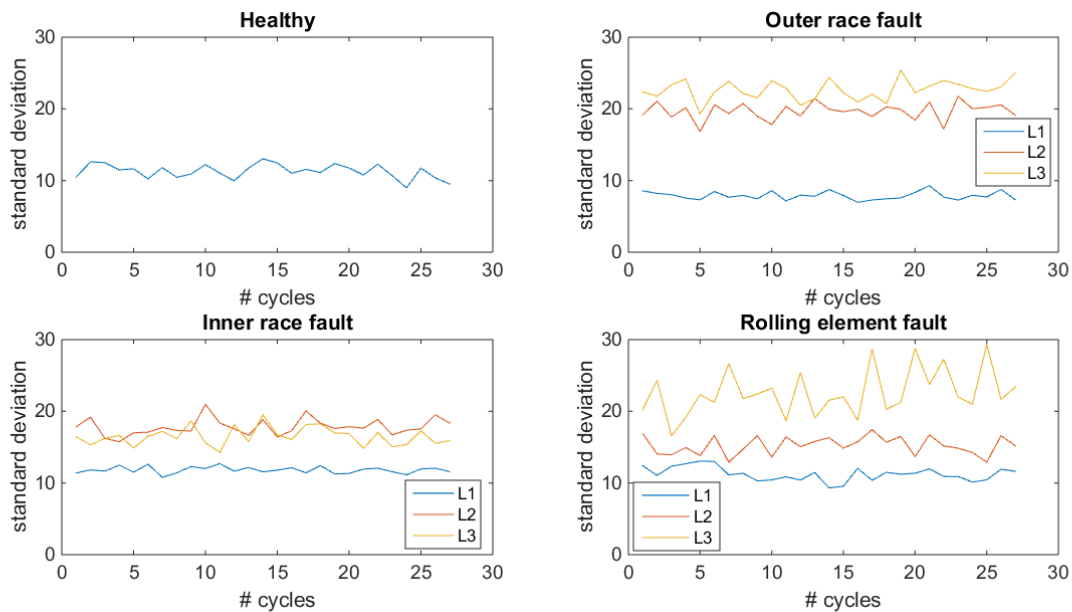 Healthy
30
20
10
0
0 5 10 15 20 25 30
standard deviation
# cycles
Outer race fault
30
20
10
0
0 5 10 15 20 25 30
standard deviation
# cycles
L1
L2
L3
Inner race fault
30
20
10
0
0 5 10 15 20 25 30
standard deviation
# cycles
L1
L2
L3
Rolling element fault
30
20
10
0
0 5 10 15 20 25 30
standard deviation
# cycles
L1
L2
L3